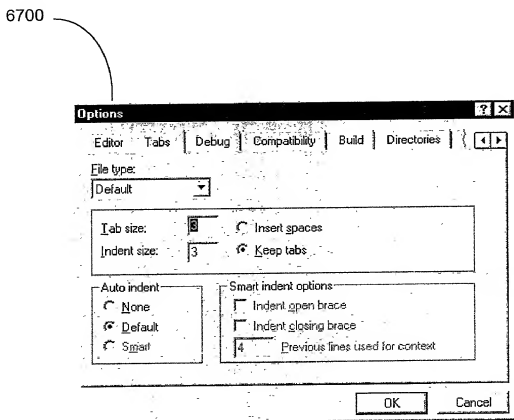 6700
Options
Editor Tabs Debug Compatibility Build Directories
File type:
Default
Tab size: 3 Insert spaces
Indent size: 3 Keep tabs
Auto indent
None
Default
Smart
Smart indent options
Indent open brace
Indent closing brace
4 Previous lines used for context
OK Cancel